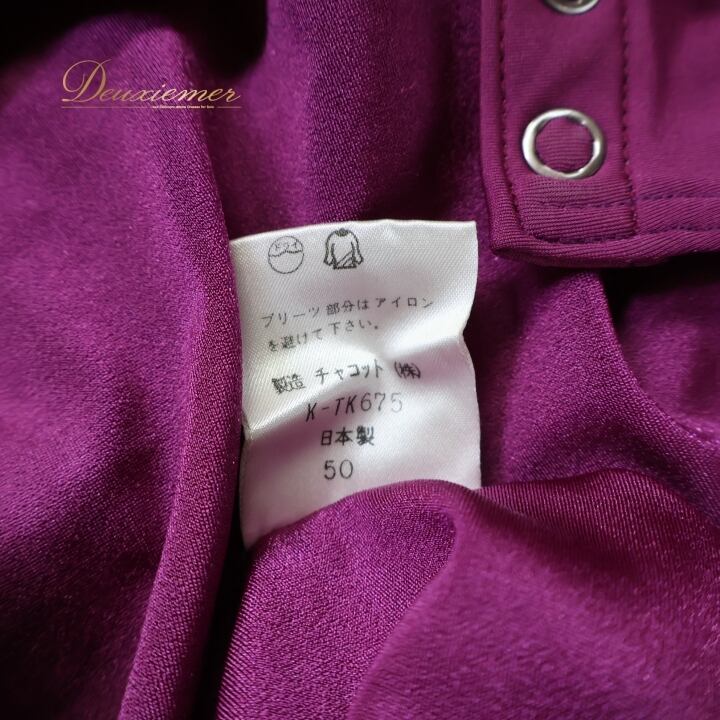 Deuxiemer
ドライ
プリーツ部分は アイロン
を避けて下さい。
製造 チャコット (株)
K-TK675
日本製
50